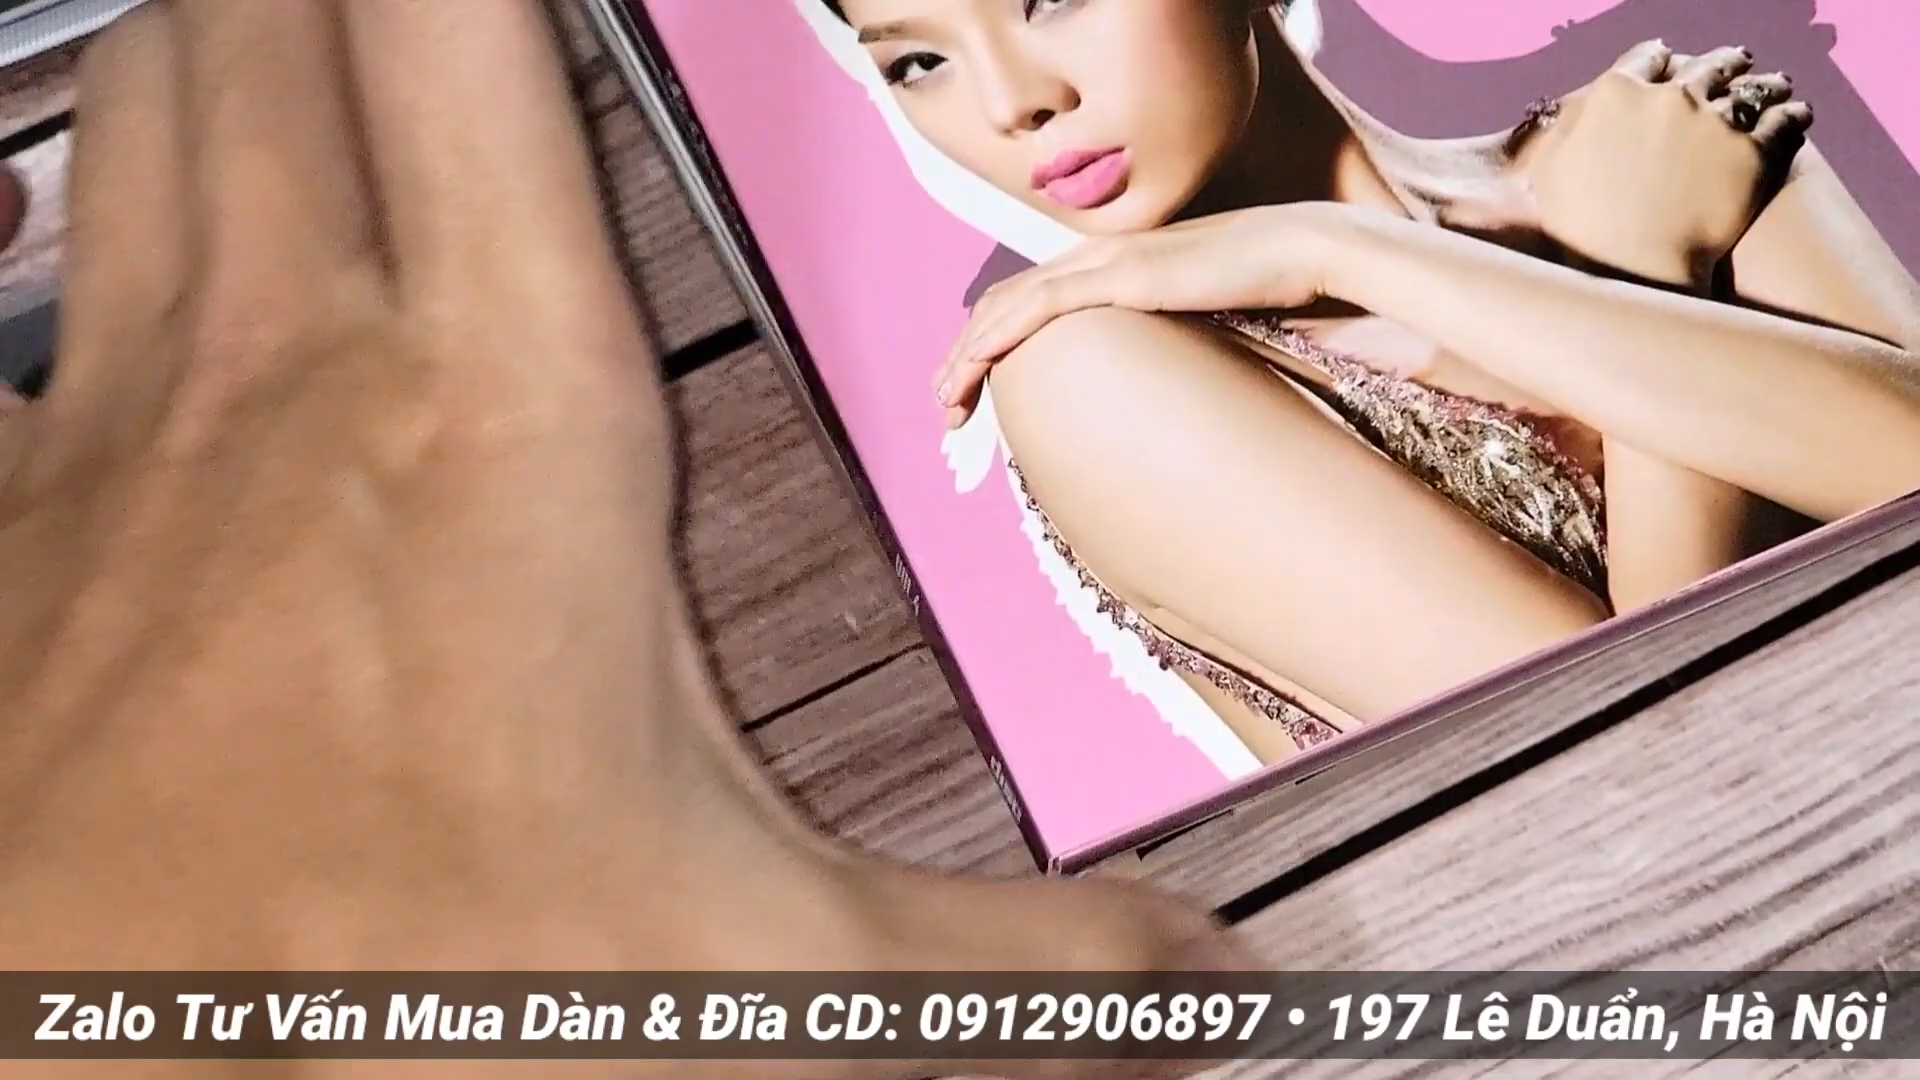 Zalo Tư Vấn Mua Dàn & Đĩa CD: 0912906897 • 197 Lê Duẩn, Hà Nội